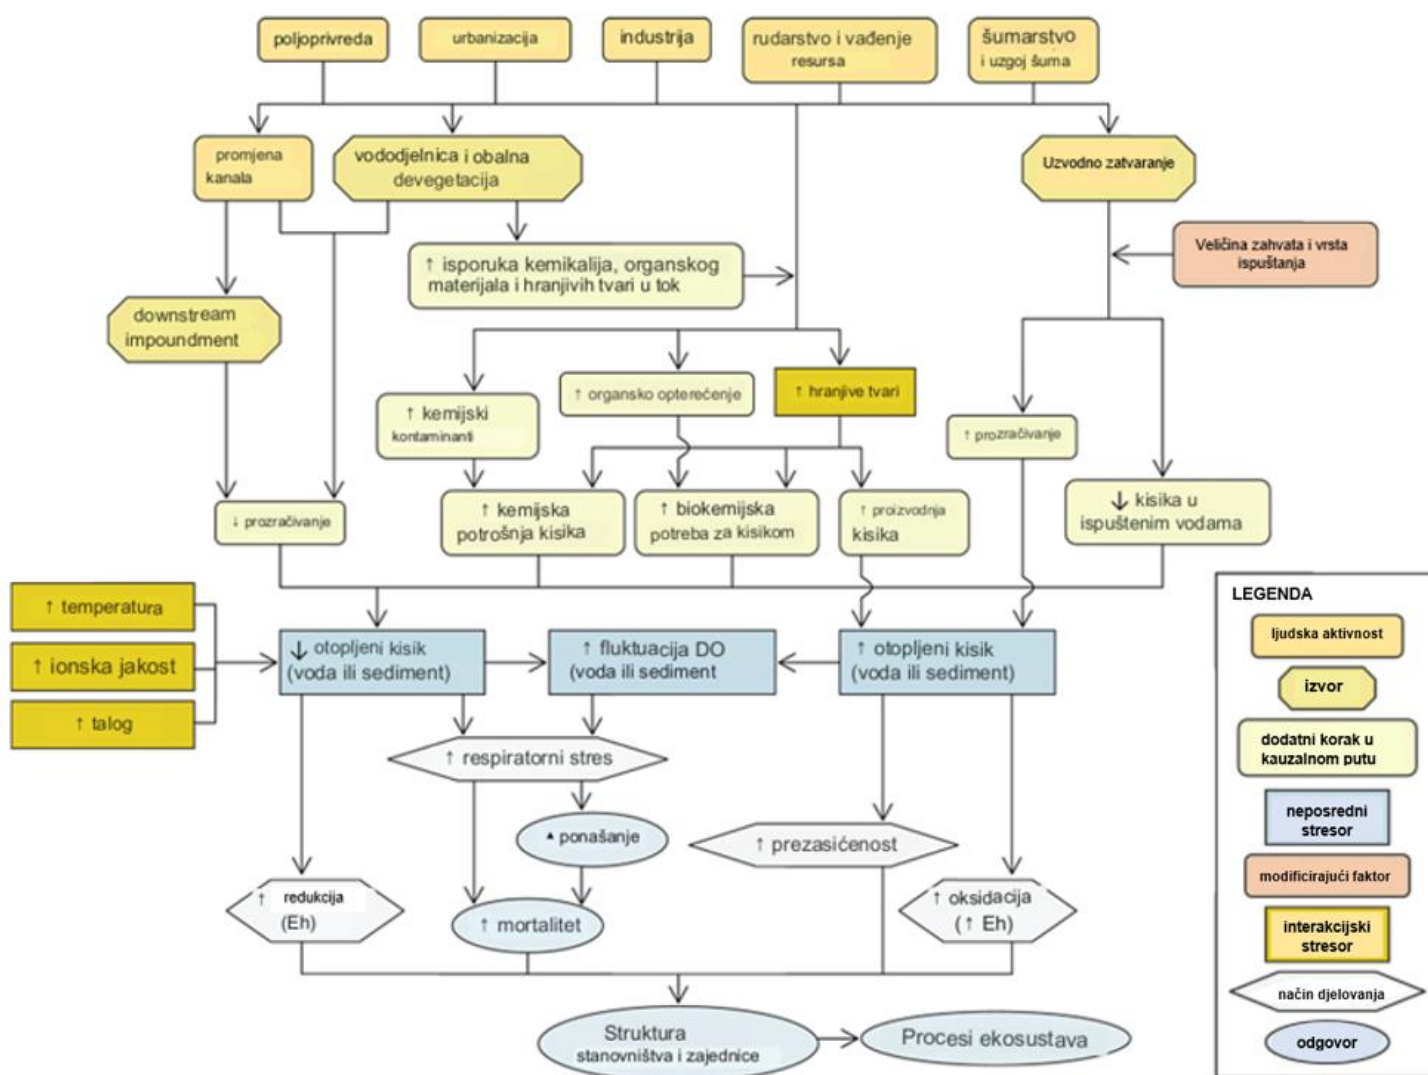 poljoprivreda
urbanizacija
industrija
rudarstvo i vađenje
resursa
šumarstvo
i uzgoj šuma
promjena
kanala
vododjelnica i obalna
devegetacija
Uzvodno zatvaranje
↑ isporuka kemikalija, organskog
materijala i hranjivih tvari u tok
Veličina zahvata i vrsta
ispuštanja
downstream
impoundment
↑ kemijski
kontaminanti
↑ organsko opterećenje
↑ hranjive tvari
↑ prozračivanje
↓ prozračivanje
↑ kemijska
potrošnja kisika
↑ biokemijska
potreba za kisikom
↑ proizvodnja
kisika
↓ kisika u
ispuštenim vodama
↑ temperatura
↑ ionska jakost
↑ talog
↓ otopljeni kisik
(voda ili sediment)
↑ fluktuacija DO
(voda ili sediment
↑ otopljeni kisik
(voda ili sediment)
↑ respiratorni stres
▲ ponašanje
↑ prezasićenost
↑ redukcija
(Eh)
↑ mortalitet
↑ oksidacija
(↑ Eh)
Struktura
stanovništva i zajednice
Procesi ekosustava
LEGENDA
ljudska aktivnost
izvor
dodatni korak u
kauzalnom putu
neposredni
stresor
modificirajući faktor
interakcijski
stresor
način djelovanja
odgovor